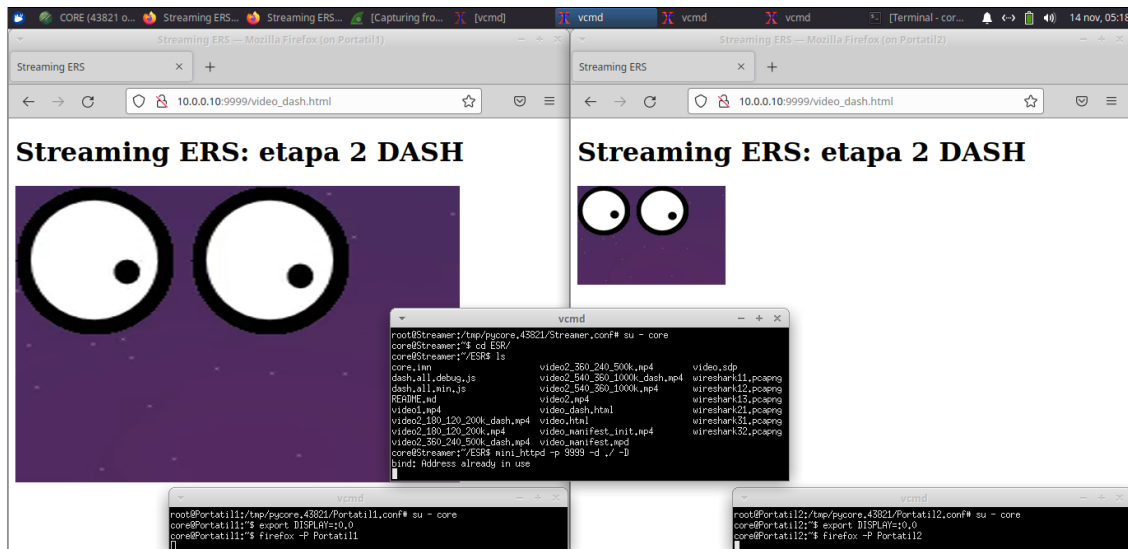 CORE (43821 o... Streaming ERS... Streaming ERS... [Capturing fro... [vcmd] vcmd vcmd vcmd [Terminal - cor... 14 nov, 05:18
Streaming ERS — Mozilla Firefox (on Portatil1)
Streaming ERS
10.0.0.10:9999/video_dash.html
Streaming ERS: etapa 2 DASH
Streaming ERS — Mozilla Firefox (on Portatil2)
Streaming ERS
10.0.0.10:9999/video_dash.html
Streaming ERS: etapa 2 DASH
vcmd
root@Streamer:/tmp/pycore.43821/Streamer.conf# su - core
core@Streamer:~$ cd ESR/
core@Streamer:~/ESR$ ls
core.imn video2_360_240_500k.mp4 video.sdp
dash.all.debug.js video2_540_360_1000k_dash.mp4 wireshark11.pcapng
dash.all.min.js video2_540_360_1000k.mp4 wireshark12.pcapng
README.md video2.mp4 wireshark13.pcapng
video1.mp4 video_dash.html wireshark21.pcapng
video2_180_120_200k_dash.mp4 video.html wireshark31.pcapng
video2_180_120_200k.mp4 video_manifest_init.mp4 wireshark32.pcapng
video2_360_240_500k_dash.mp4 video_manifest.mpd
core@Streamer:~/ESR$ mini_httpd -p 9999 -d ./ -D
bind: Address already in use
vcmd
root@Portatil1:/tmp/pycore.43821/Portatil1.conf# su - core
core@Portatil1:~$ export DISPLAY=:0.0
core@Portatil1:~$ firefox -P Portatil1
vcmd
root@Portatil2:/tmp/pycore.43821/Portatil2.conf# su - core
core@Portatil2:~$ export DISPLAY=:0.0
core@Portatil2:~$ firefox -P Portatil2